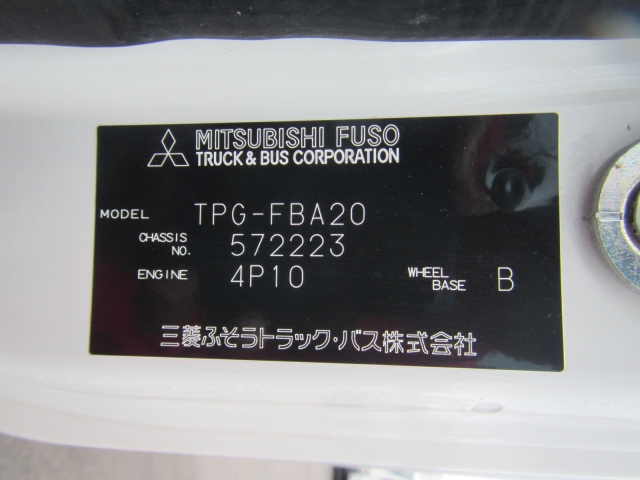 MITSUBISHI FUSO
TRUCK & BUS CORPORATION
MODEL TPG-FBA20
CHASSIS NO. 572223
ENGINE 4P10 WHEEL BASE B
三菱ふそうトラック・バス株式会社